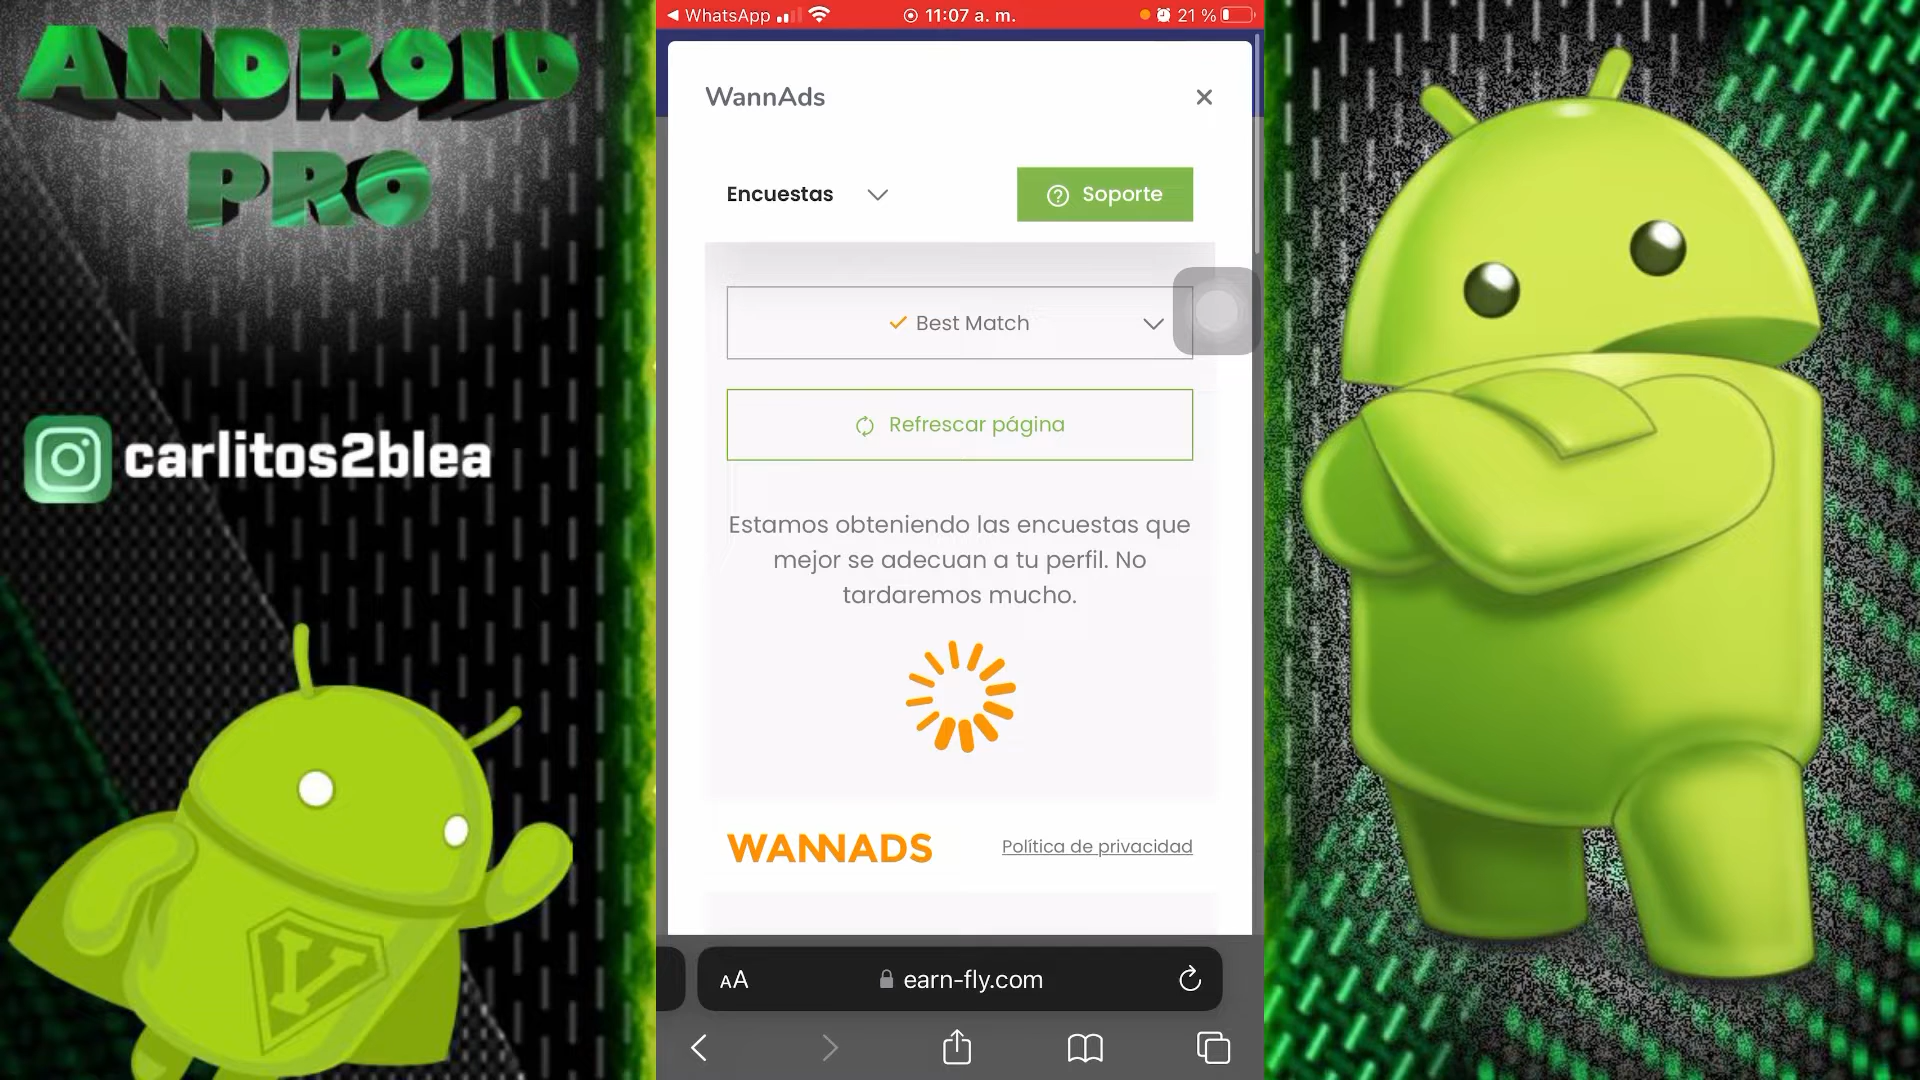 ANDROID
PRO
carlitos2blea
WhatsApp
11:07 a. m.
21 %
WannAds
Encuestas
Soporte
Best Match
Refrescar página
Estamos obteniendo las encuestas que
mejor se adecuan a tu perfil. No
tardaremos mucho.
WANNADS
Política de privacidad
AA
earn-fly.com